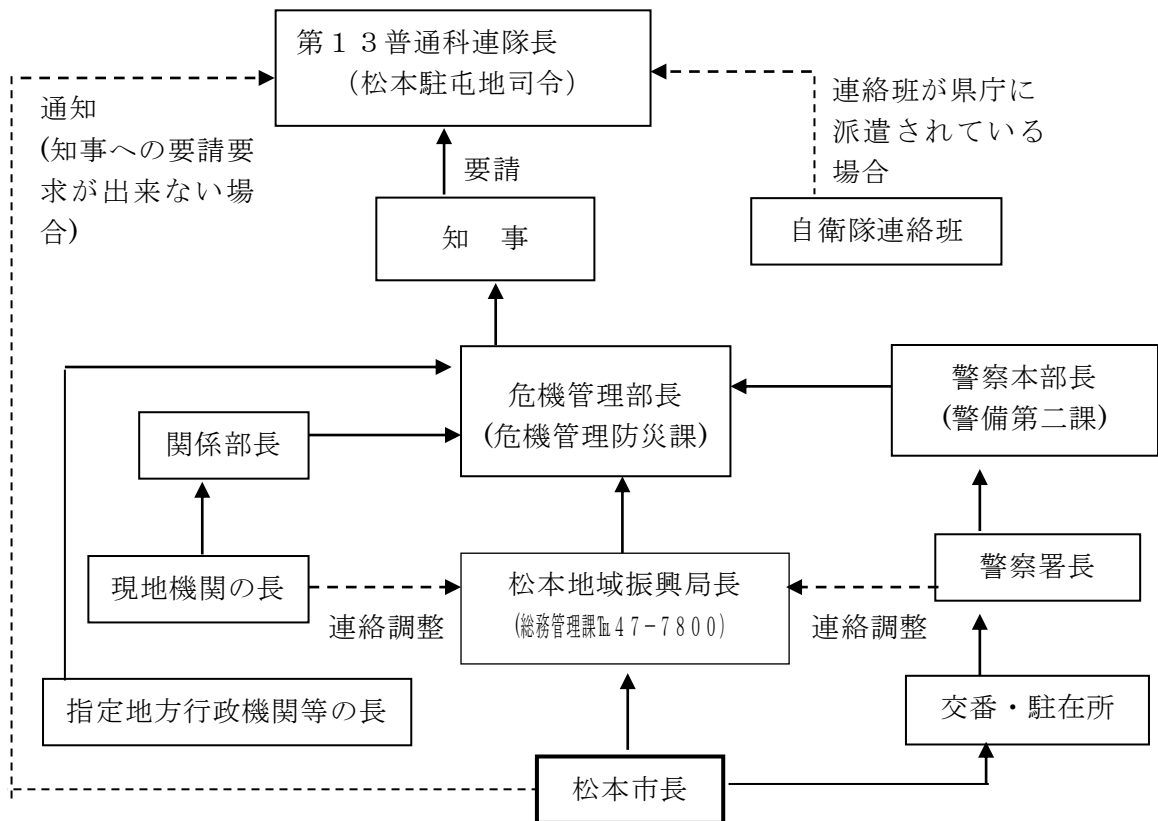 第１３普通科連隊長
(松本駐屯地司令)
通知
(知事への要請要
求が出来ない場
合)
連絡班が県庁に
派遣されている
場合
要請
知　事
自衛隊連絡班
危機管理部長
(危機管理防災課)
警察本部長
(警備第二課)
関係部長
現地機関の長
松本地域振興局長
(総務管理課℡４７−７８００)
警察署長
連絡調整
連絡調整
指定地方行政機関等の長
交番・駐在所
松本市長